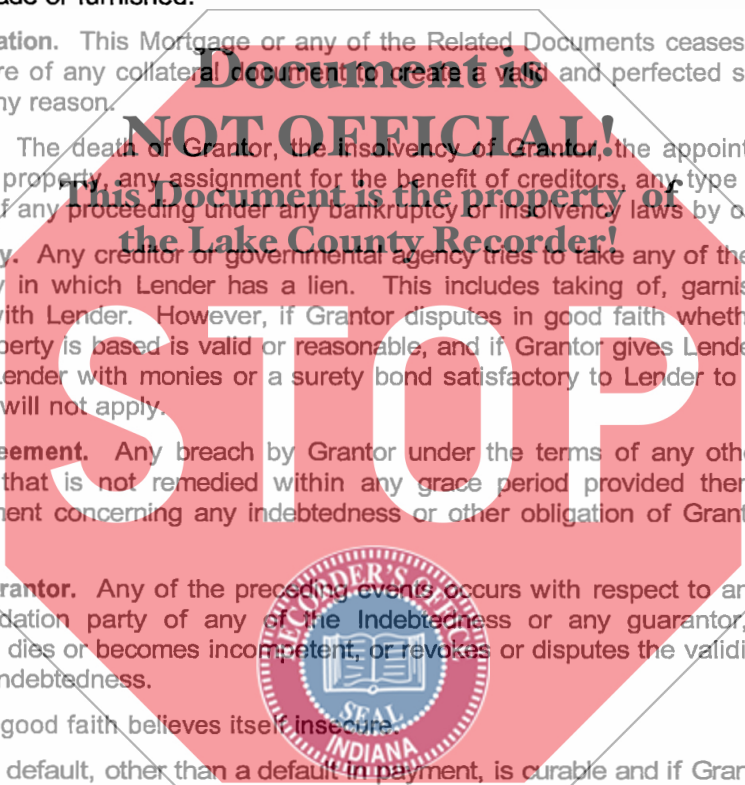 ade or furnished.
ation. This Mortgage or any of the Related Documents ceases
re of any collateral document to create a valid and perfected s
ny reason.
The death of Grantor, the insolvency of Grantor, the appoint
property, any assignment for the benefit of creditors, any type
f any proceeding under any bankruptcy or insolvency laws by o
y. Any creditor or governmental agency tries to take any of the
y in which Lender has a lien. This includes taking of, garnis
with Lender. However, if Grantor disputes in good faith wheth
perty is based is valid or reasonable, and if Grantor gives Lende
Lender with monies or a surety bond satisfactory to Lender to
will not apply.
eement. Any breach by Grantor under the terms of any othe
that is not remedied within any grace period provided ther
ment concerning any indebtedness or other obligation of Grant
rantor. Any of the preceding events occurs with respect to an
dation party of any of the Indebtedness or any guarantor,
dies or becomes incompetent, or revokes or disputes the validi
ndebtedness.
good faith believes itself insecure.
default, other than a default in payment, is curable and if Gran
Document is
NOT OFFICIAL!
This Document is the property of
the Lake County Recorder!
STOP
RECORDER'S OFFICE
SEAL
INDIANA